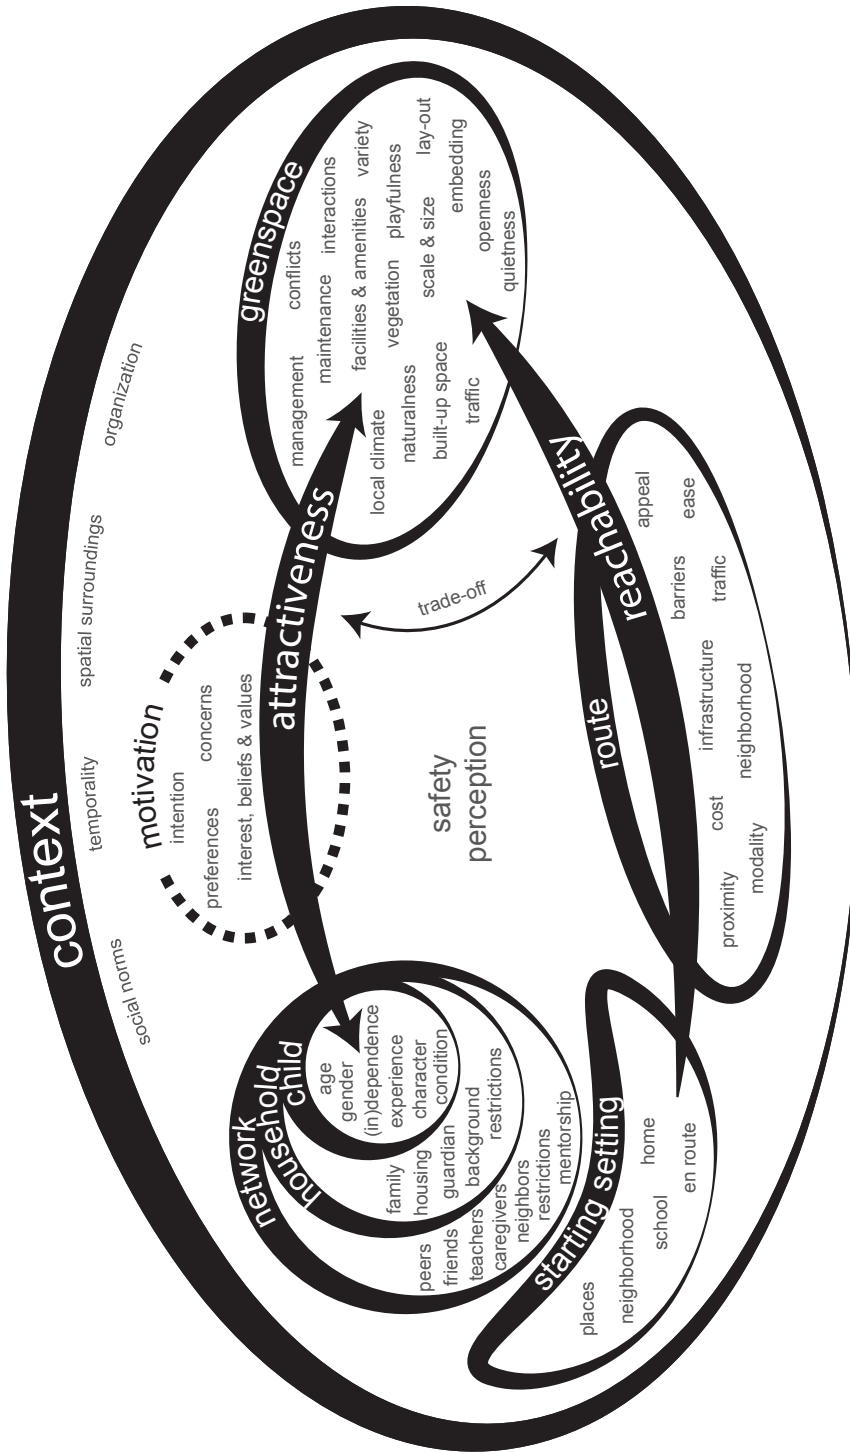 context
social norms
temporality
spatial surroundings
organization
motivation
intention
preferences
concerns
interest, beliefs & values
attractiveness
greenspace
management
conflicts
maintenance
interactions
facilities & amenities
variety
local climate
vegetation
playfulness
naturalness
scale & size
lay-out
built-up space
embedding
traffic
openness
quietness
network
household
child
age
gender
(in)dependence
experience
character
condition
family
housing
guardian
background
restrictions
peers
friends
teachers
caregivers
neighbors
restrictions
mentorship
safety
perception
trade-off
reachability
route
appeal
ease
barriers
traffic
infrastructure
neighborhood
cost
proximity
modality
starting setting
places
neighborhood
school
home
en route